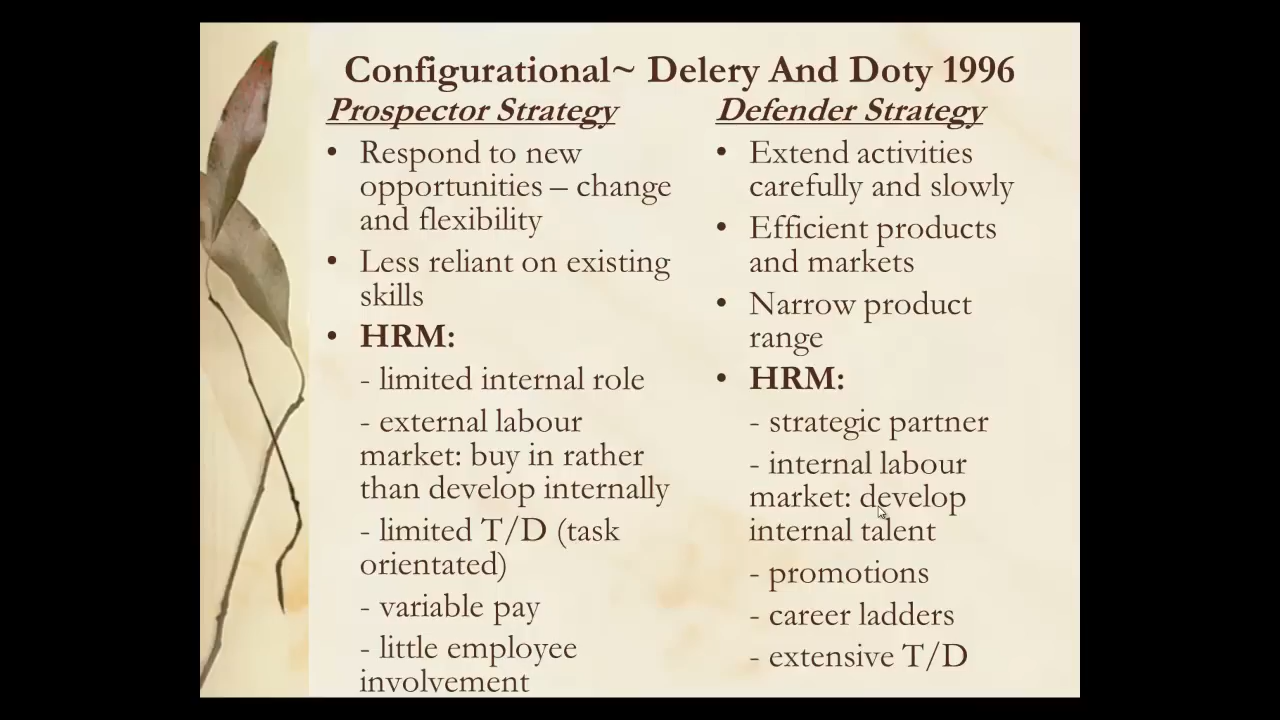 Configurational~ Delery And Doty 1996
Prospector Strategy
• Respond to new
opportunities – change
and flexibility
• Less reliant on existing
skills
• HRM:
- limited internal role
- external labour
market: buy in rather
than develop internally
- limited T/D (task
orientated)
- variable pay
- little employee
involvement
Defender Strategy
• Extend activities
carefully and slowly
• Efficient products
and markets
• Narrow product
range
• HRM:
- strategic partner
- internal labour
market: develop
internal talent
- promotions
- career ladders
- extensive T/D